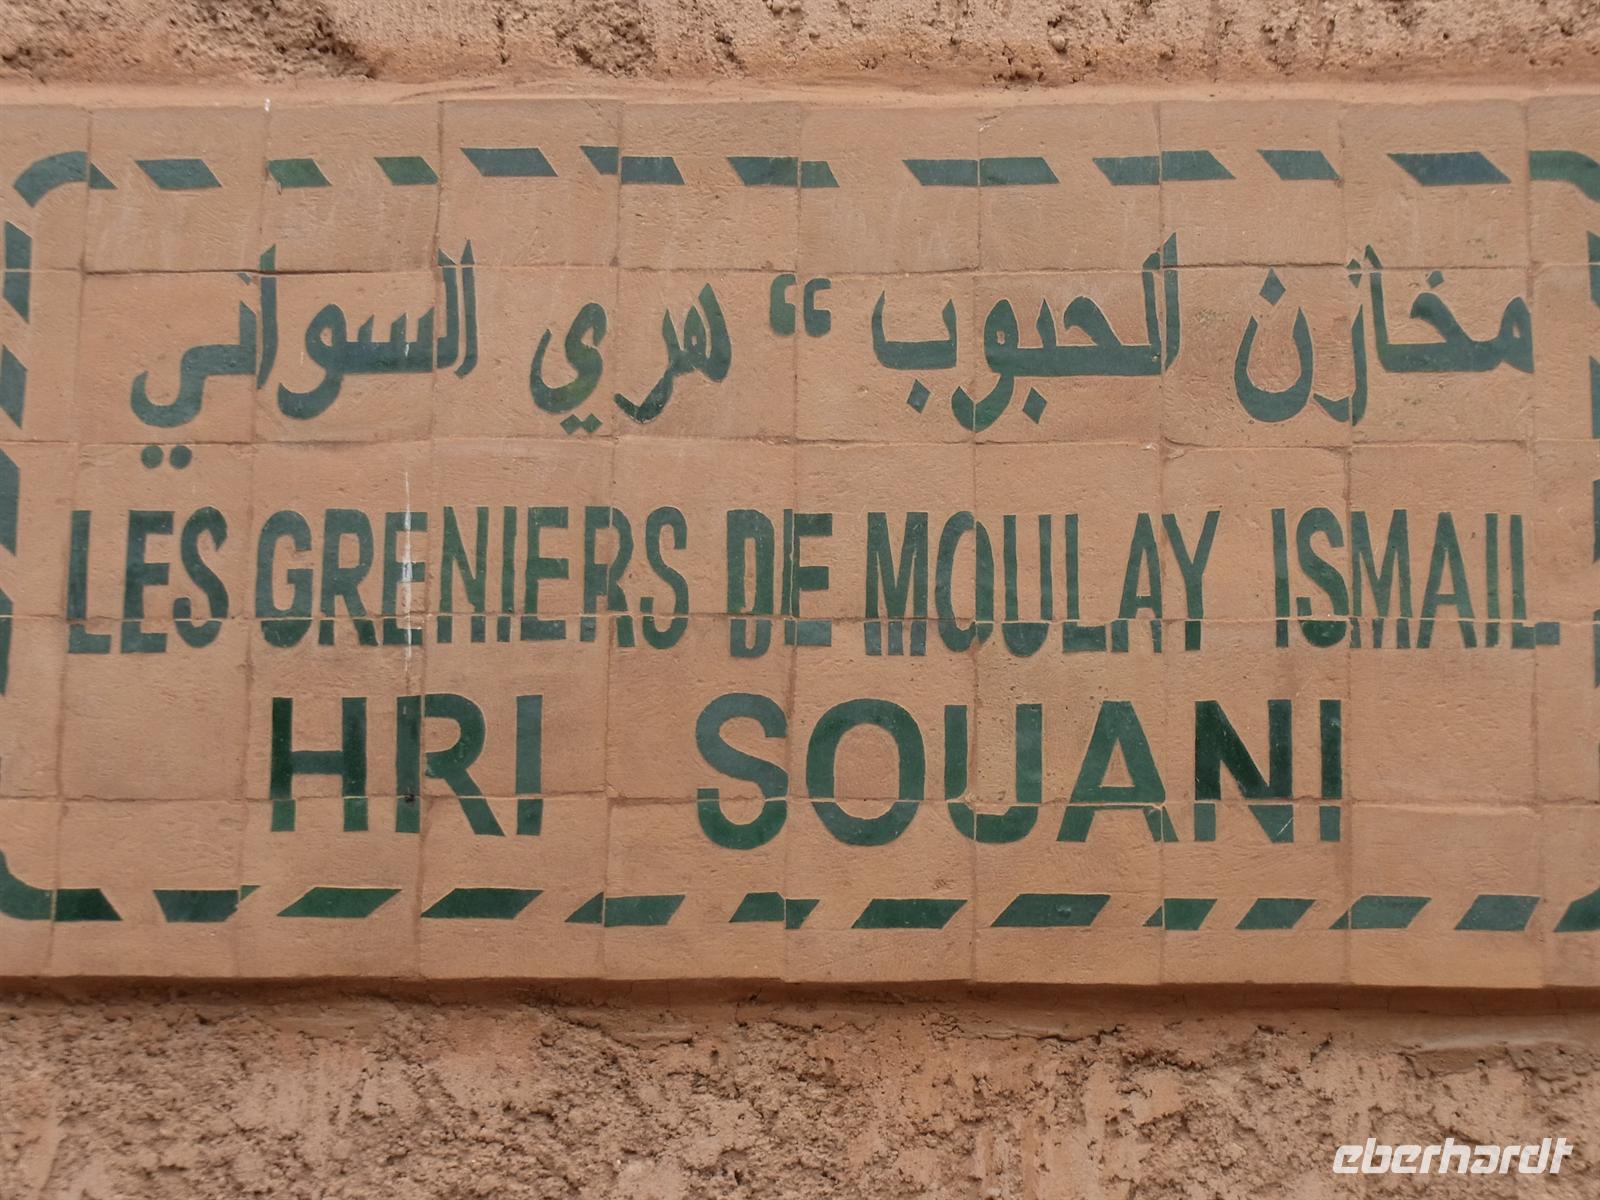 مخازن الحبوب “ هري السواني
LES GRENIERS DE MOULAY ISMAIL
HRI SOUANI
eberhardt